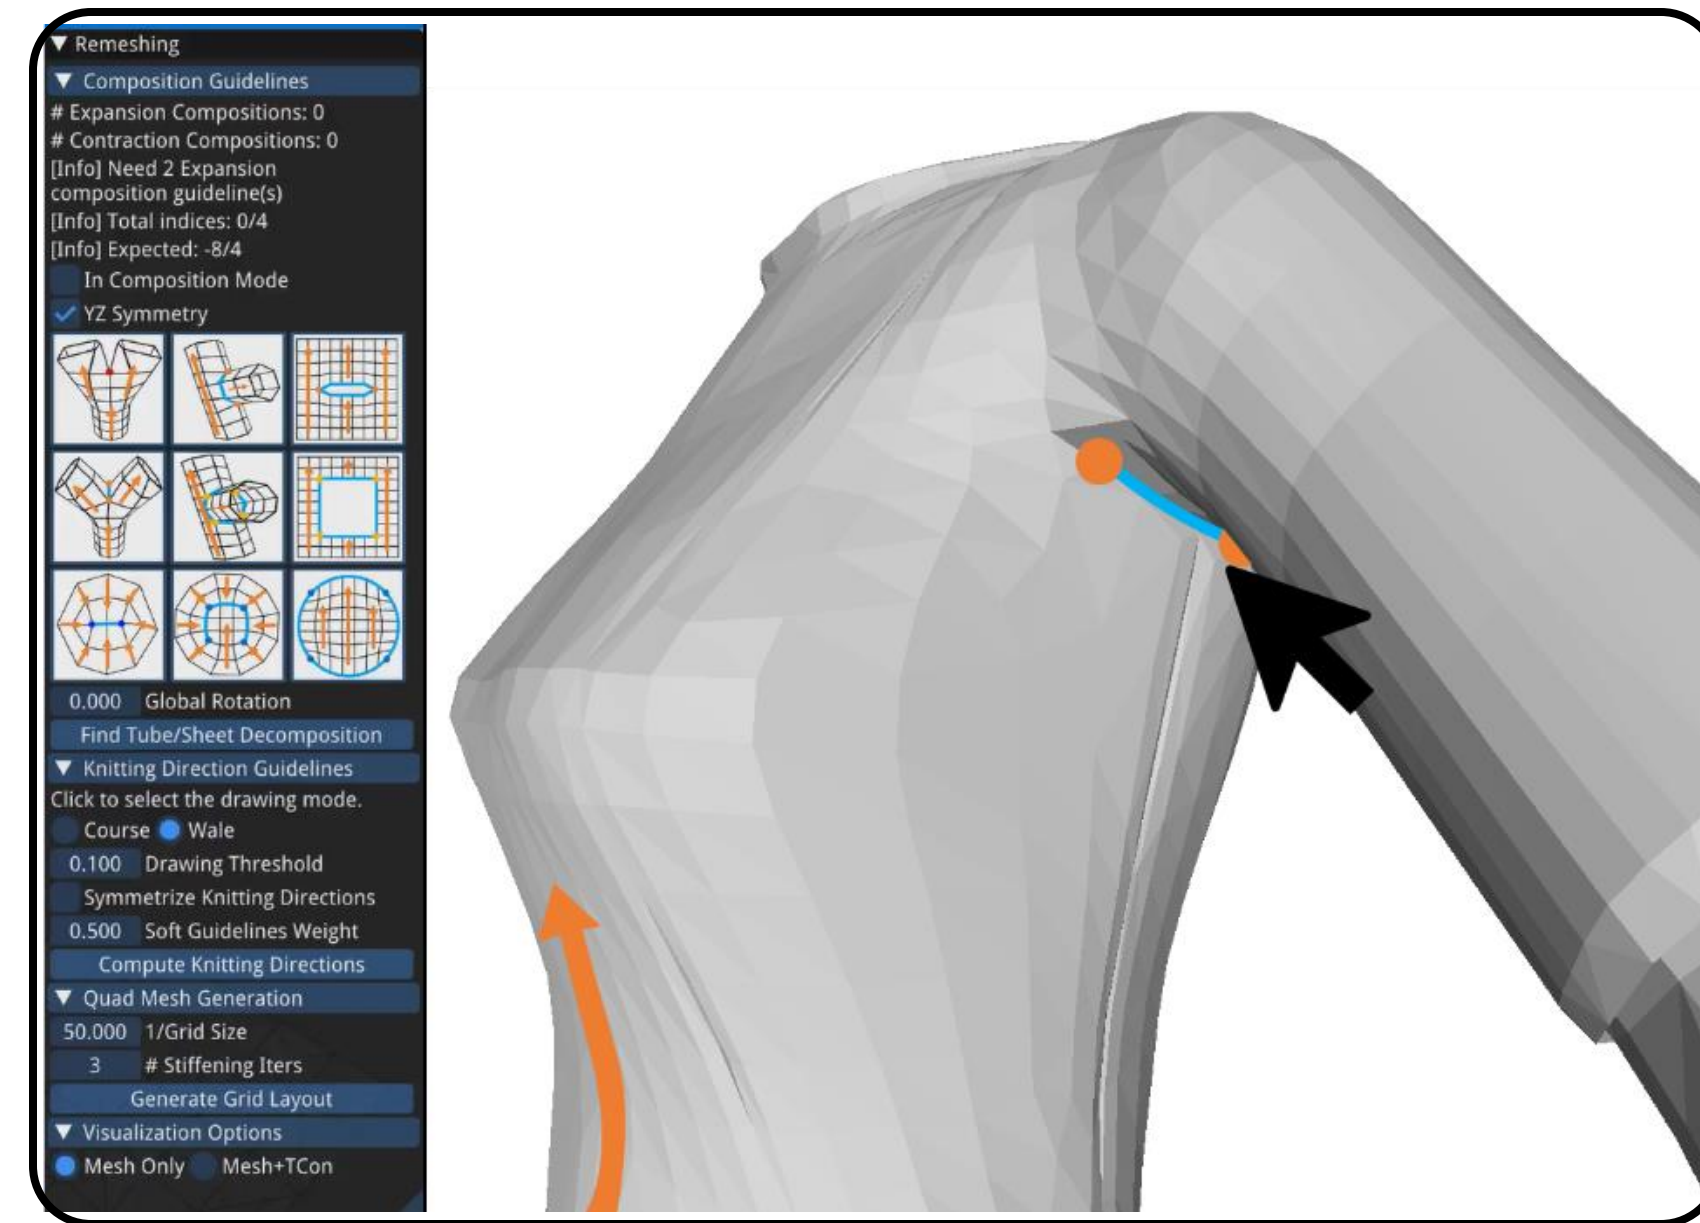 Remeshing
Composition Guidelines
# Expansion Compositions: 0
# Contraction Compositions: 0
[Info] Need 2 Expansion
composition guideline(s)
[Info] Total indices: 0/4
[Info] Expected: -8/4
In Composition Mode
YZ Symmetry
0.000 Global Rotation
Find Tube/Sheet Decomposition
Knitting Direction Guidelines
Click to select the drawing mode.
Course Wale
0.100 Drawing Threshold
Symmetrize Knitting Directions
0.500 Soft Guidelines Weight
Compute Knitting Directions
Quad Mesh Generation
50.000 1/Grid Size
3 # Stiffening Iters
Generate Grid Layout
Visualization Options
Mesh Only Mesh+TCon